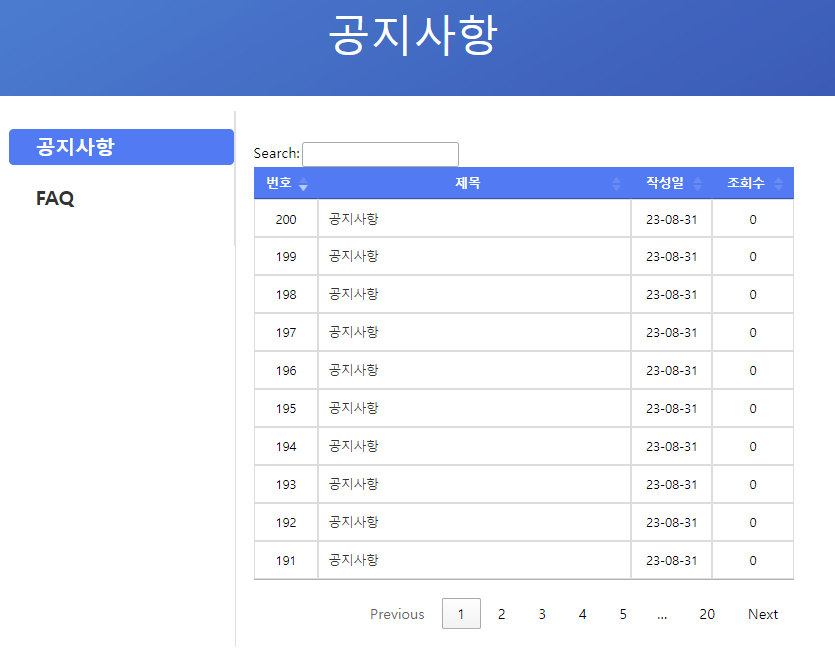 공지사항
공지사항
FAQ
Search:
번호 제목 작성일 조회수
200 공지사항 23-08-31 0
199 공지사항 23-08-31 0
198 공지사항 23-08-31 0
197 공지사항 23-08-31 0
196 공지사항 23-08-31 0
195 공지사항 23-08-31 0
194 공지사항 23-08-31 0
193 공지사항 23-08-31 0
192 공지사항 23-08-31 0
191 공지사항 23-08-31 0
Previous 1 2 3 4 5 ... 20 Next